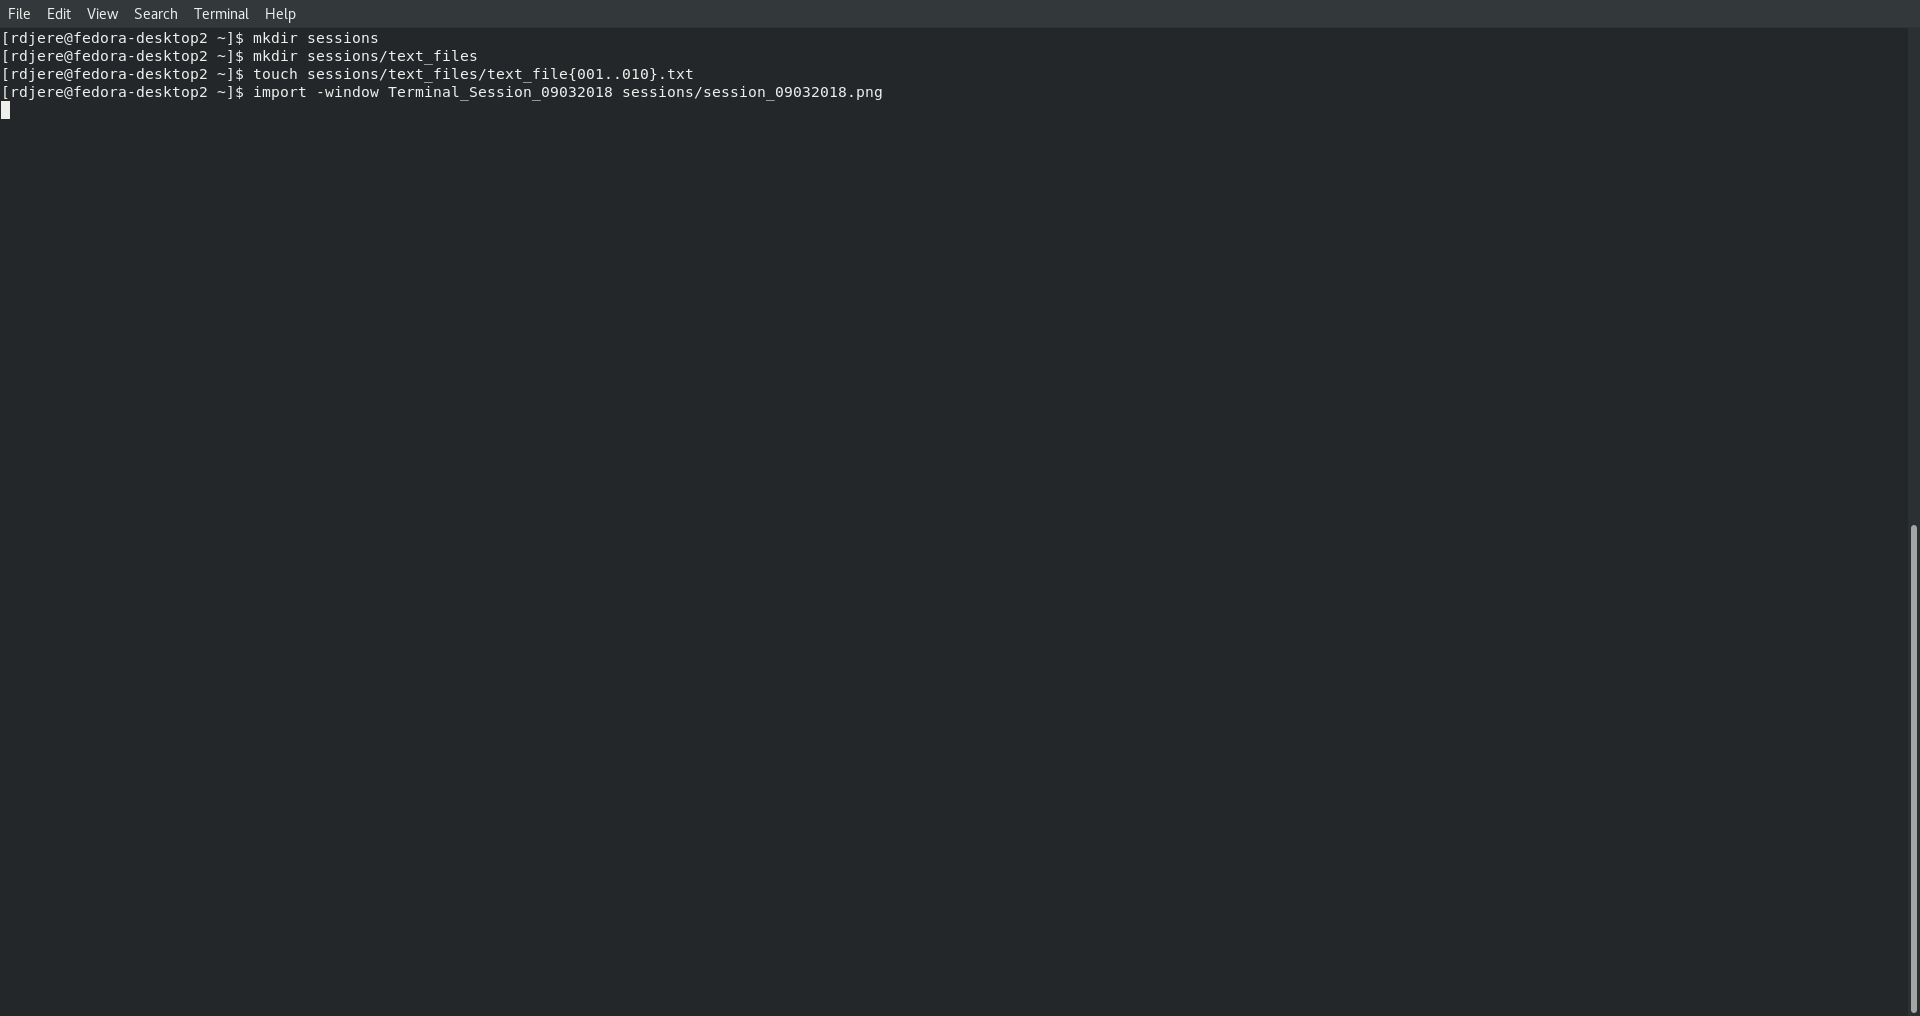 File Edit View Search Terminal Help
[rdjere@fedora-desktop2 ~]$ mkdir sessions
[rdjere@fedora-desktop2 ~]$ mkdir sessions/text_files
[rdjere@fedora-desktop2 ~]$ touch sessions/text_files/text_file{001..010}.txt
[rdjere@fedora-desktop2 ~]$ import -window Terminal_Session_09032018 sessions/session_09032018.png